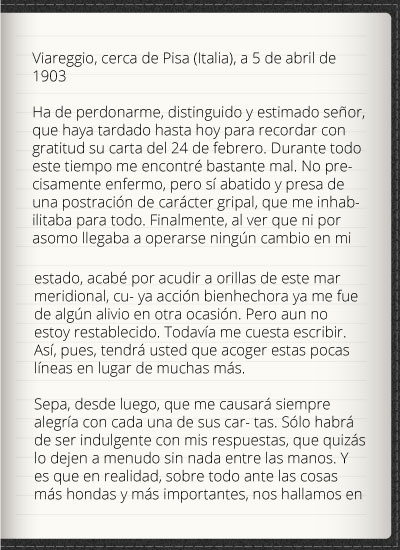 Viareggio, cerca de Pisa (Italia), a 5 de abril de
1903
Ha de perdonarme, distinguido y estimado señor,
que haya tardado hasta hoy para recordar con
gratitud su carta del 24 de febrero. Durante todo
este tiempo me encontré bastante mal. No pre-
cisamente enfermo, pero sí abatido y presa de
una postración de carácter gripal, que me inhab-
ilitaba para todo. Finalmente, al ver que ni por
asomo llegaba a operarse ningún cambio en mi
estado, acabé por acudir a orillas de este mar
meridional, cu- ya acción bienhechora ya me fue
de algún alivio en otra ocasión. Pero aun no
estoy restablecido. Todavía me cuesta escribir.
Así, pues, tendrá usted que acoger estas pocas
líneas en lugar de muchas más.
Sepa, desde luego, que me causará siempre
alegría con cada una de sus car- tas. Sólo habrá
de ser indulgente con mis respuestas, que quizás
lo dejen a menudo sin nada entre las manos. Y
es que en realidad, sobre todo ante las cosas
más hondas y más importantes, nos hallamos en